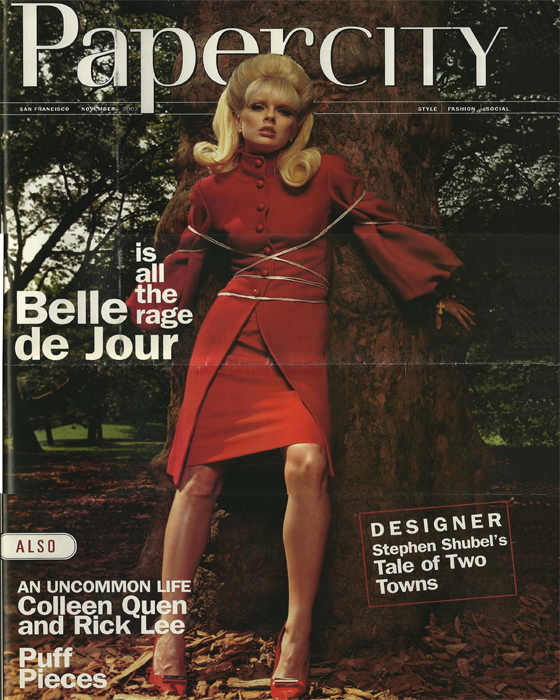 PaperCITY
SAN FRANCISCO NOVEMBER 2003 STYLE FASHION SOCIAL
is
all
the
Belle rage
de Jour
DESIGNER
Stephen Shubel's
Tale of Two
Towns
ALSO
AN UNCOMMON LIFE
Colleen Quen
and Rick Lee
Puff
Pieces